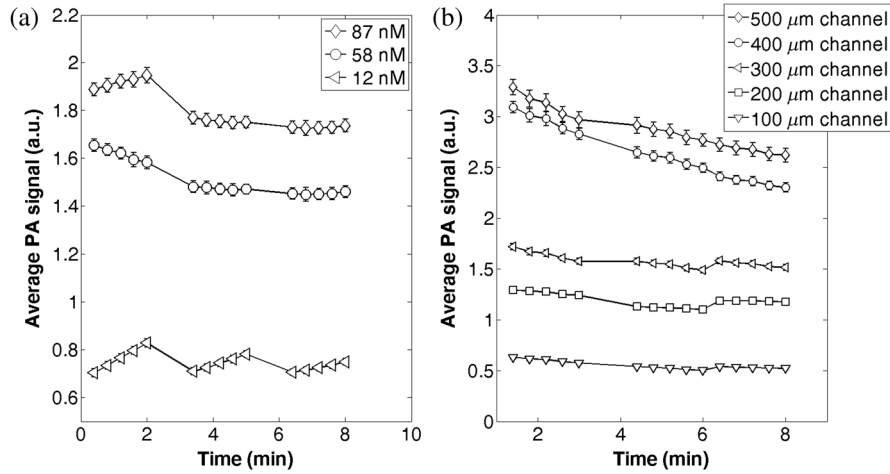 (a)
87 nM
58 nM
12 nM
2.2
2
1.8
1.6
1.4
1.2
1
0.8
0.6
Average PA signal (a.u.)
0
2
4
6
8
10
Time (min)
(b)
500 μm channel
400 μm channel
300 μm channel
200 μm channel
100 μm channel
4
3.5
3
2.5
2
1.5
1
0.5
0
Average PA signal (a.u.)
2
4
6
8
Time (min)